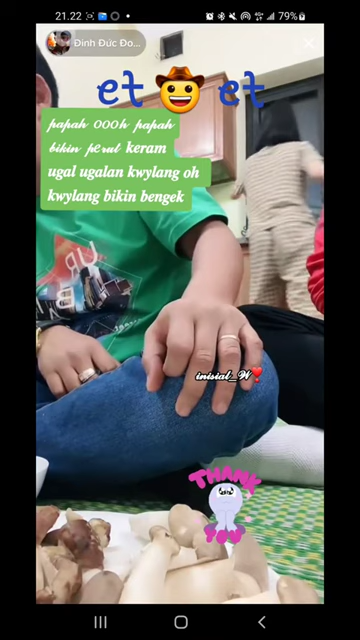 21.22
79%
Đình Đức Đo...
et et
papah OOOh papah
bikin perut keram
ugal ugalan kwylang oh
kwylang bikin bengek
inisial_W
THANK
YOU